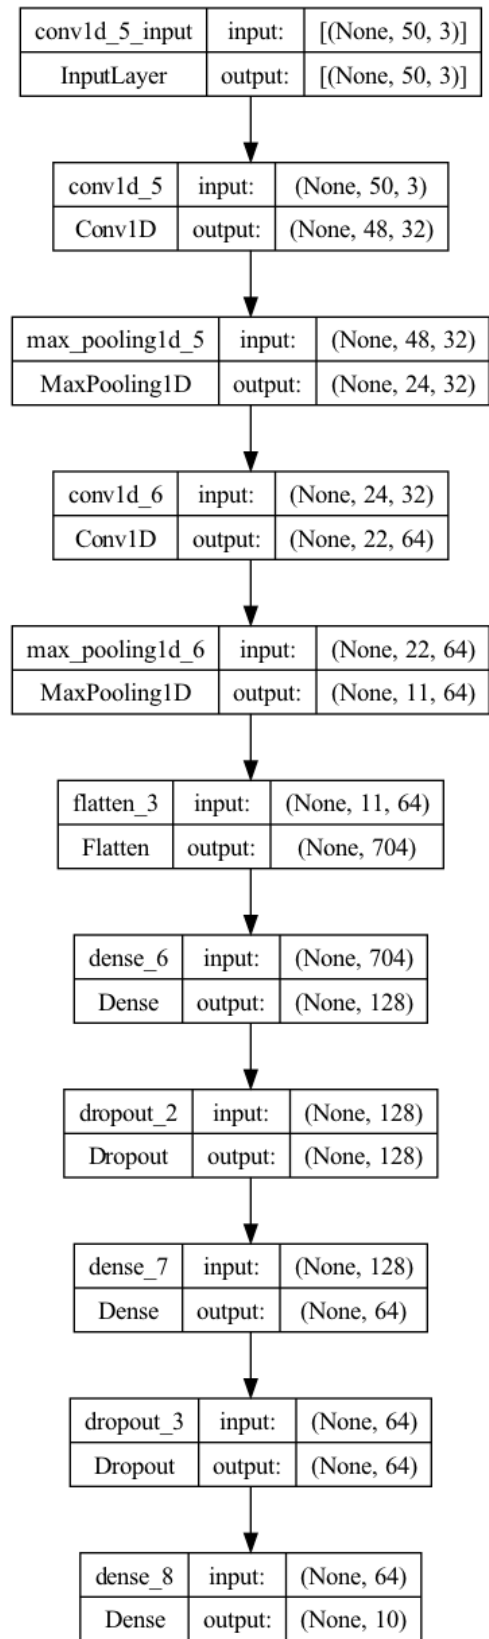 conv1d_5_input input: [(None, 50, 3)]
InputLayer output: [(None, 50, 3)]
conv1d_5 input: (None, 50, 3)
Conv1D output: (None, 48, 32)
max_pooling1d_5 input: (None, 48, 32)
MaxPooling1D output: (None, 24, 32)
conv1d_6 input: (None, 24, 32)
Conv1D output: (None, 22, 64)
max_pooling1d_6 input: (None, 22, 64)
MaxPooling1D output: (None, 11, 64)
flatten_3 input: (None, 11, 64)
Flatten output: (None, 704)
dense_6 input: (None, 704)
Dense output: (None, 128)
dropout_2 input: (None, 128)
Dropout output: (None, 128)
dense_7 input: (None, 128)
Dense output: (None, 64)
dropout_3 input: (None, 64)
Dropout output: (None, 64)
dense_8 input: (None, 64)
Dense output: (None, 10)